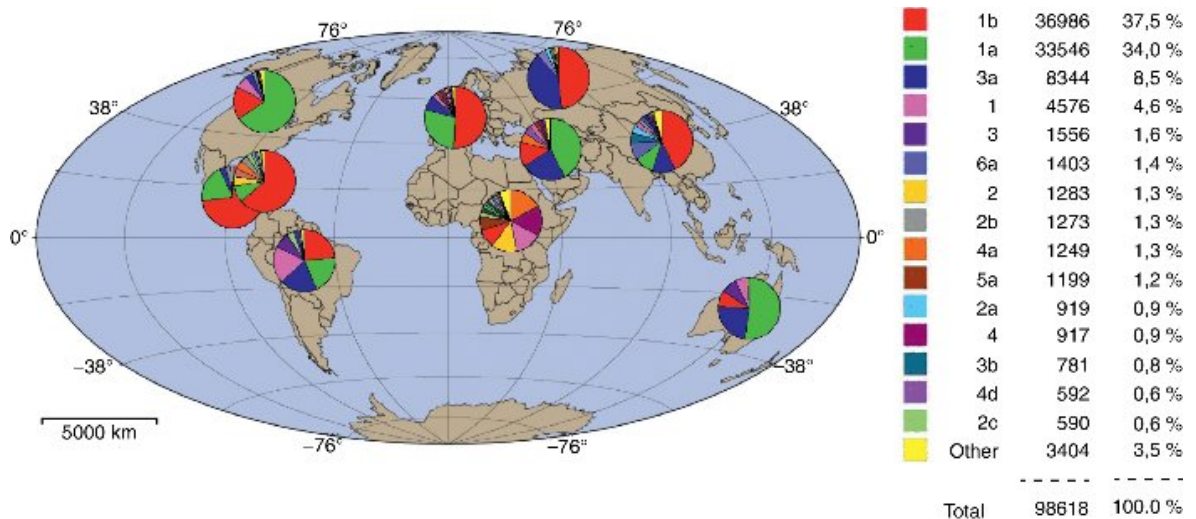 76°
76°
38°
38°
0°
0°
−38°
−38°
−76°
−76°
5000 km
1b 36986 37,5 %
1a 33546 34,0 %
3a 8344 8,5 %
1 4576 4,6 %
3 1556 1,6 %
6a 1403 1,4 %
2 1283 1,3 %
2b 1273 1,3 %
4a 1249 1,3 %
5a 1199 1,2 %
2a 919 0,9 %
4 917 0,9 %
3b 781 0,8 %
4d 592 0,6 %
2c 590 0,6 %
Other 3404 3,5 %
Total 98618 100.0 %